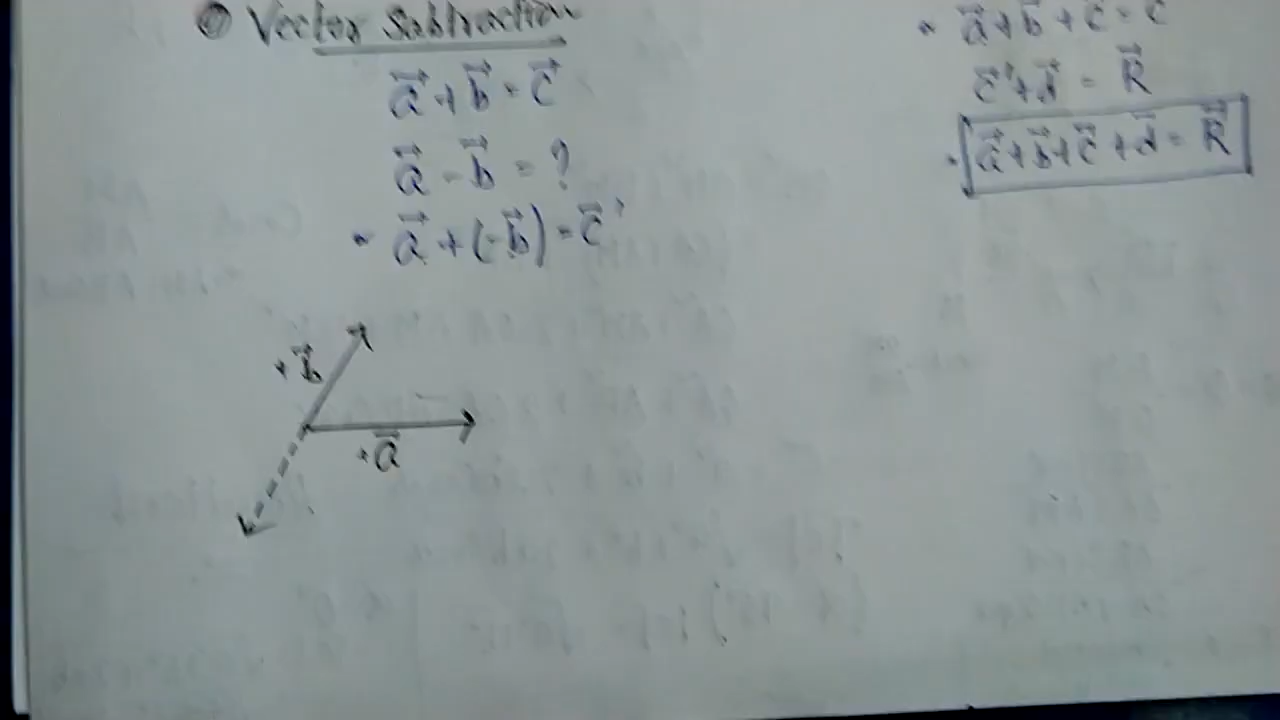 Vector Subtraction
a⃗ + b⃗ = c⃗
a⃗ - b⃗ = ?
a⃗ + (-b⃗) = c⃗'
+b⃗
+a⃗
a⃗ + b⃗ + c⃗ = c⃗
c⃗' + d⃗ = R⃗
a⃗ + b⃗ + c⃗ + d⃗ = R⃗